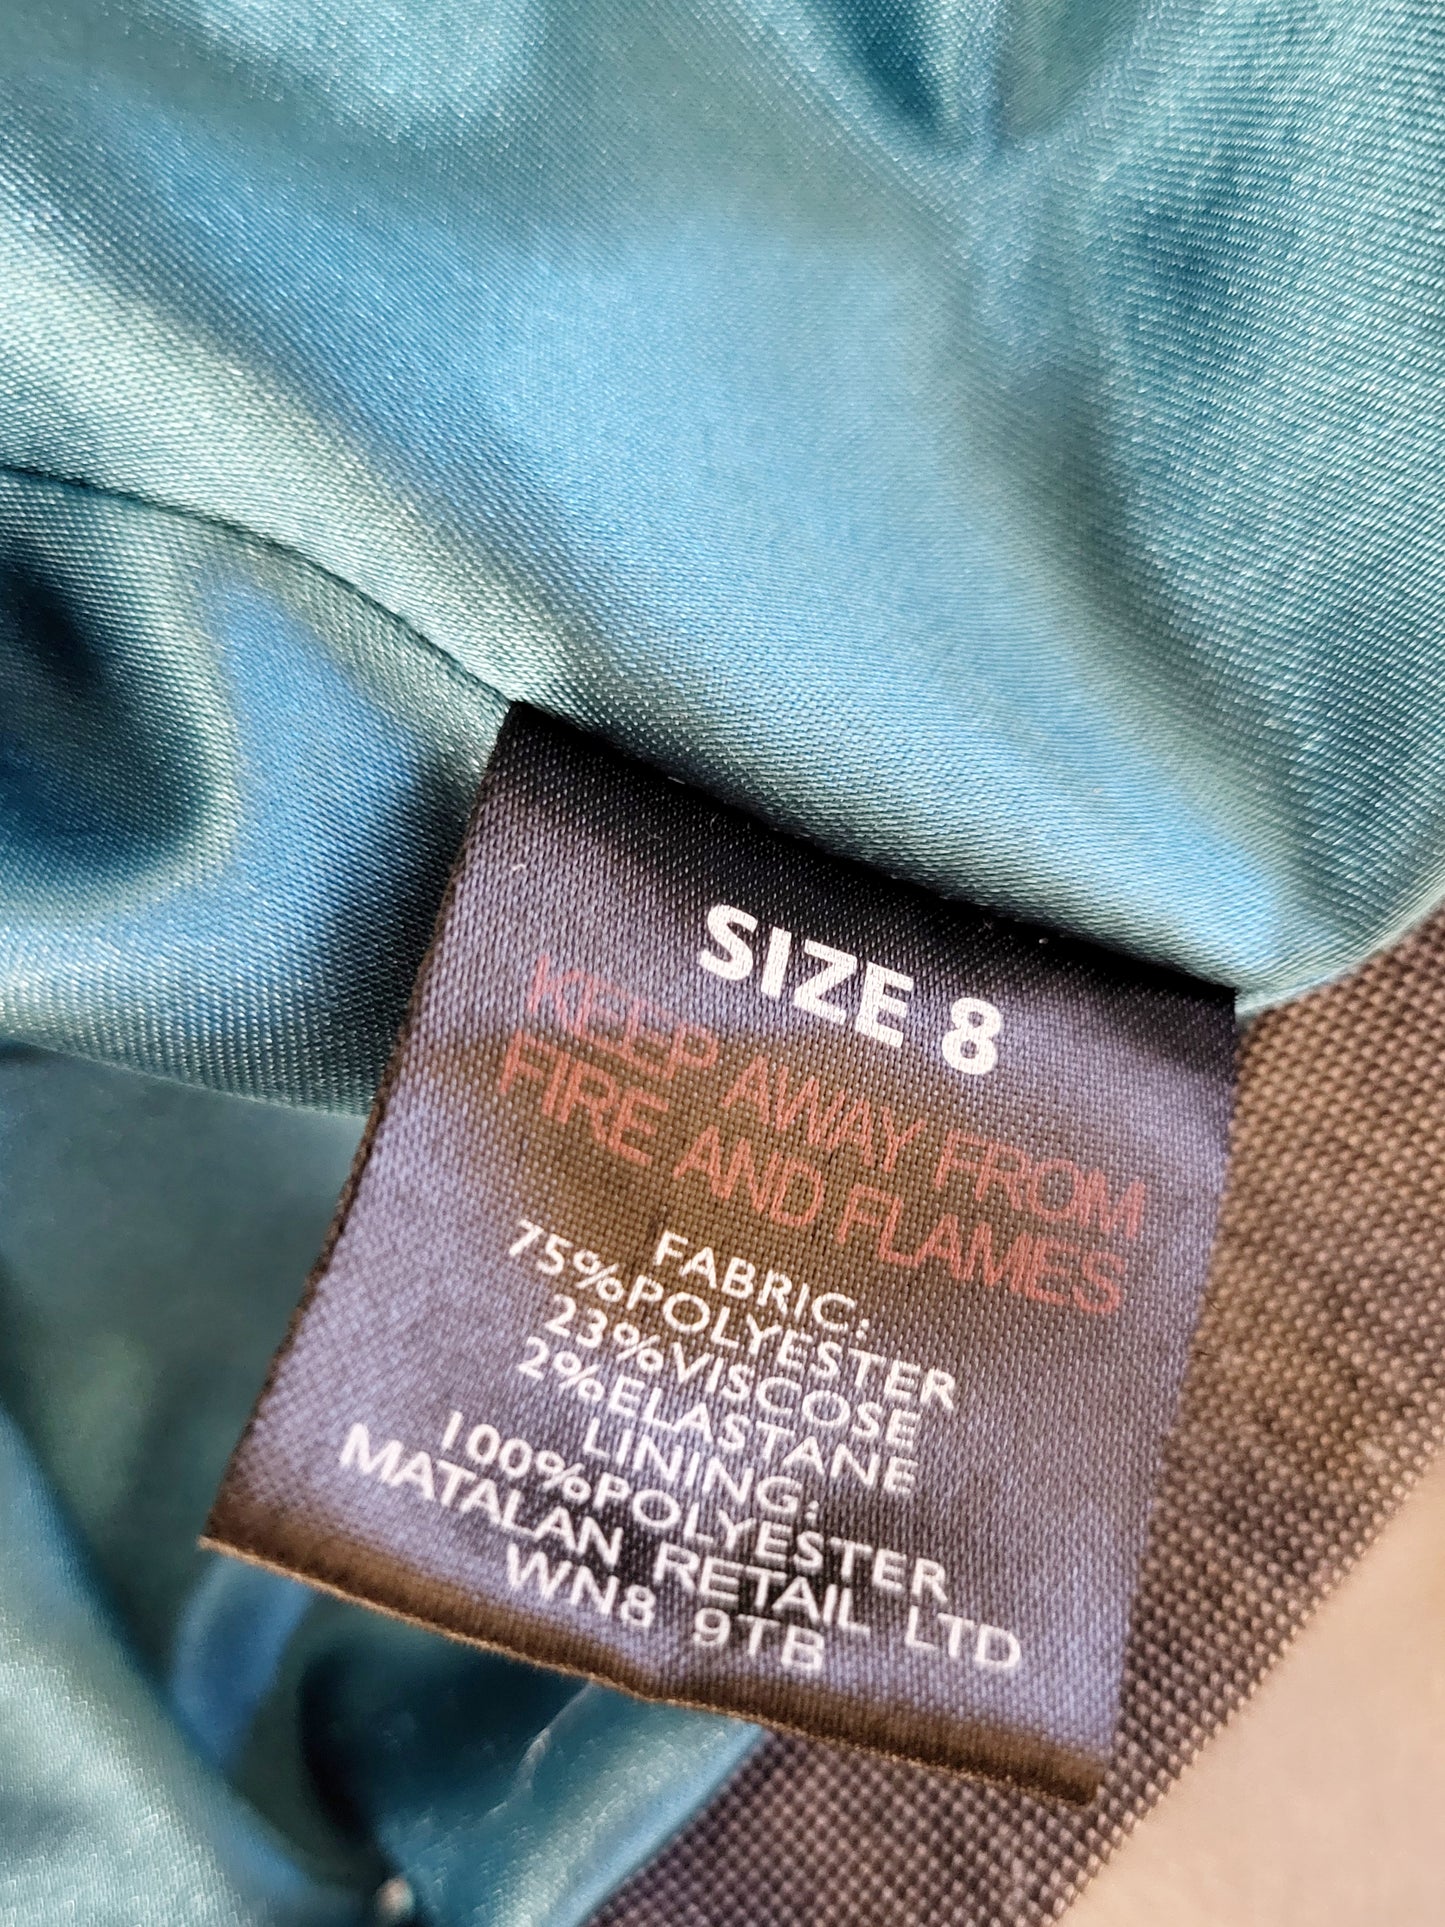 SIZE 8
KEEP AWAY FROM
FIRE AND FLAMES
FABRIC:
75%POLYESTER
23%VISCOSE
2%ELASTANE
LINING:
100%POLYESTER
MATALAN RETAIL LTD
WN8 9TB